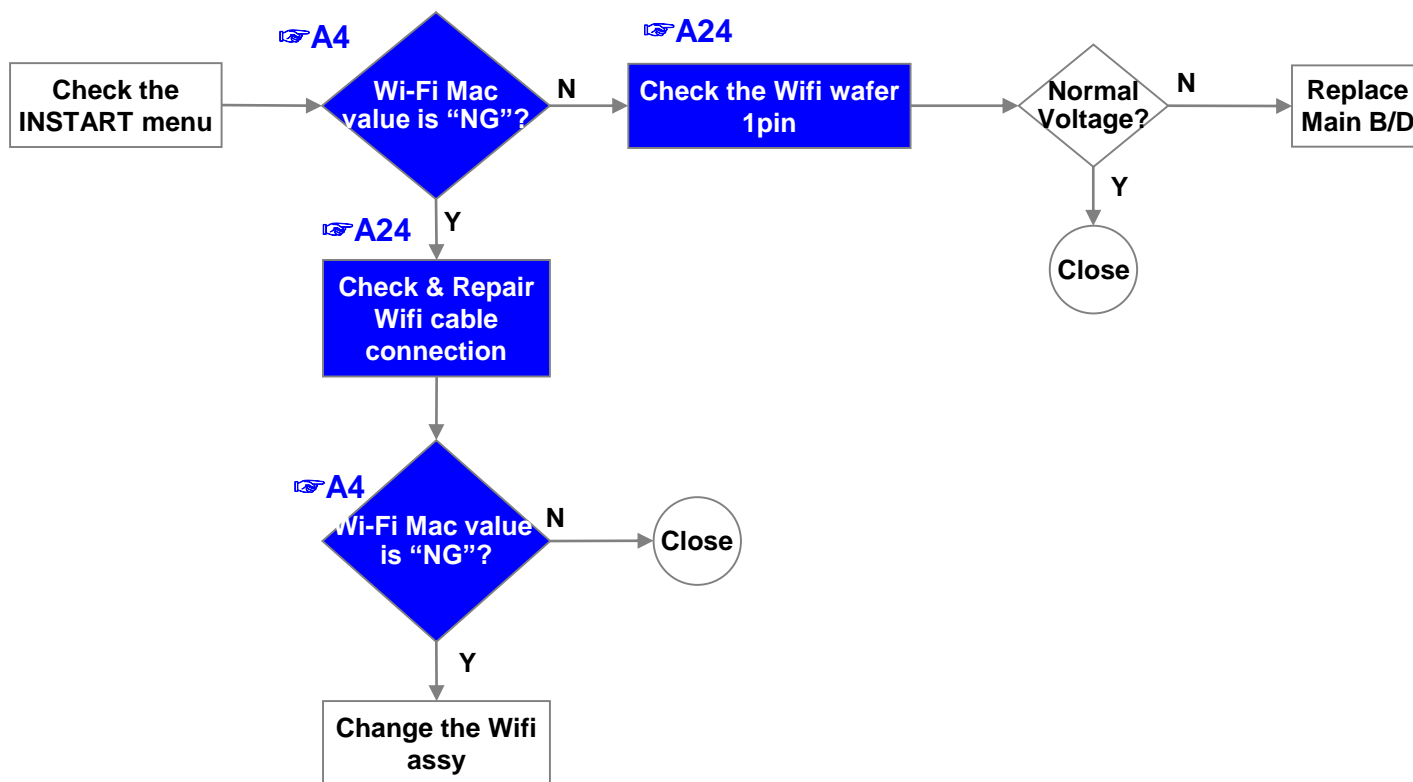 ☞A4
☞A24
Check the
INSTART menu
Wi-Fi Mac
value is “NG”?
N
Check the Wifi wafer
1pin
Normal
Voltage?
N
Replace
Main B/D
Y
☞A24
Check & Repair
Wifi cable
connection
Y
Close
☞A4
Wi-Fi Mac value
is “NG”?
N
Close
Y
Change the Wifi
assy